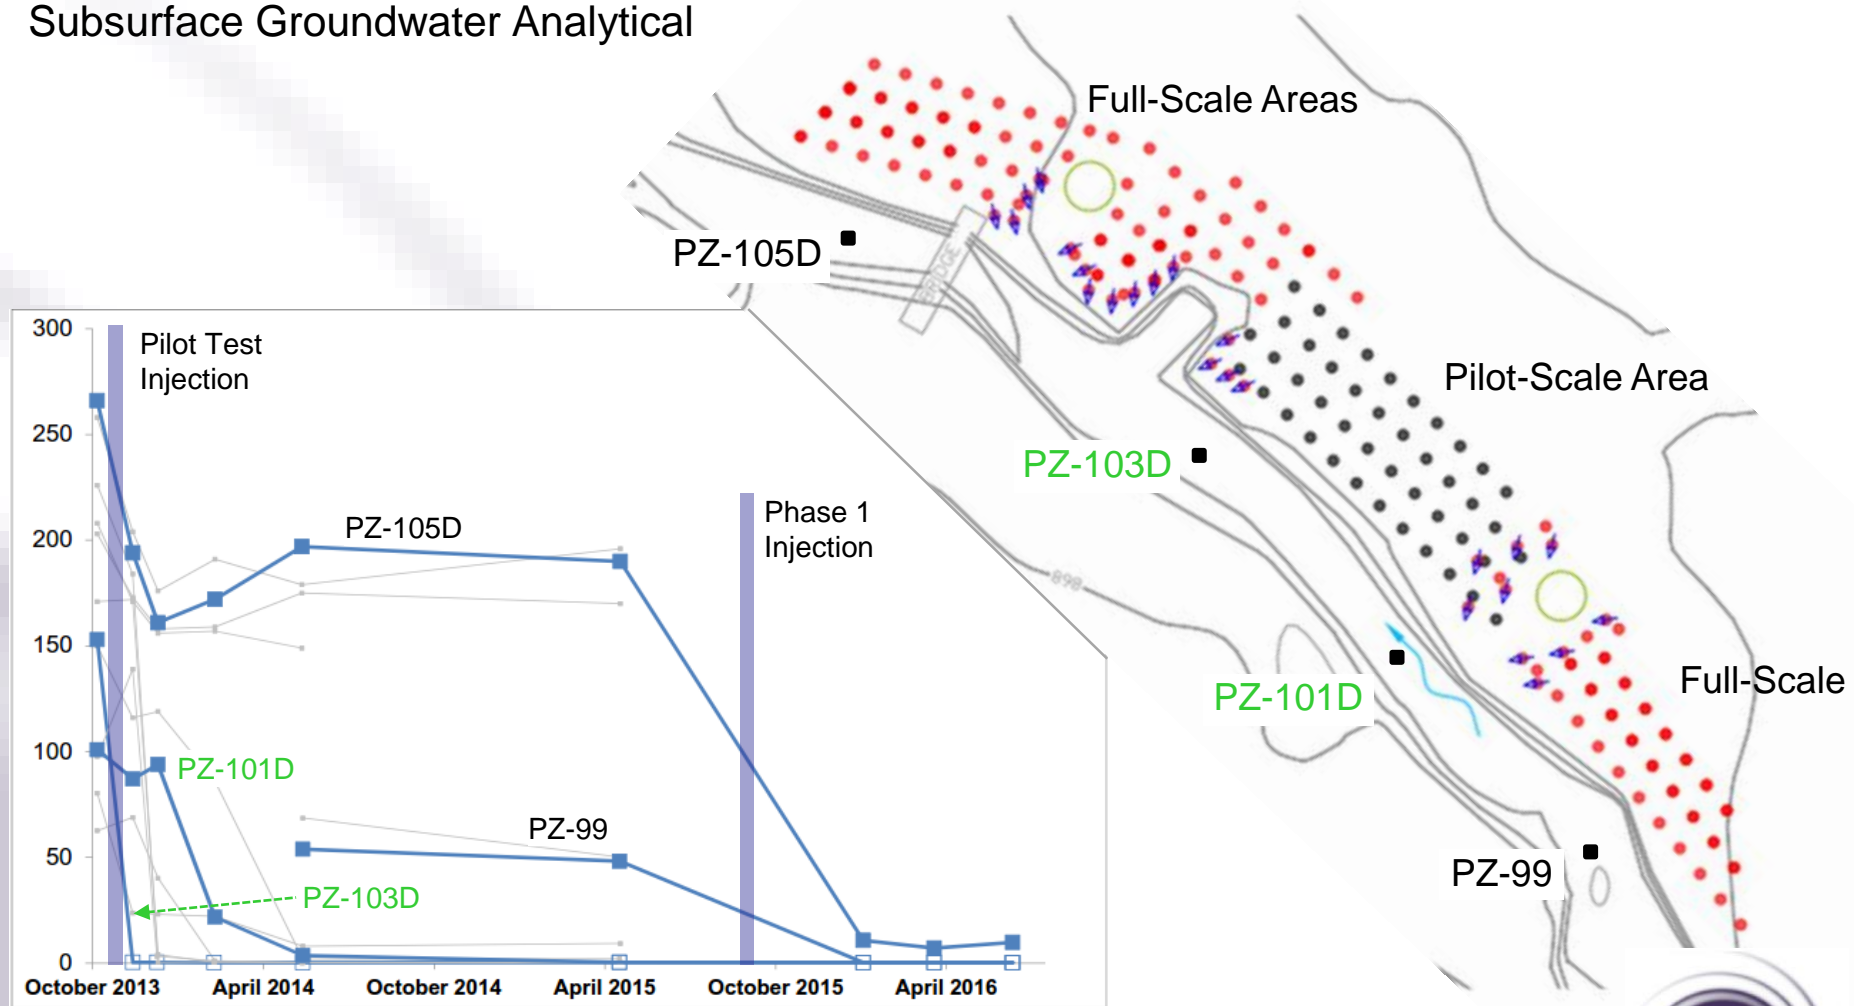 Subsurface Groundwater Analytical
Full-Scale Areas
PZ-105D
BRIDGE
Pilot-Scale Area
PZ-103D
898
PZ-101D
Full-Scale
PZ-99
300
250
200
150
100
50
0
Pilot Test
Injection
PZ-105D
Phase 1
Injection
PZ-101D
PZ-99
PZ-103D
October 2013 April 2014 October 2014 April 2015 October 2015 April 2016